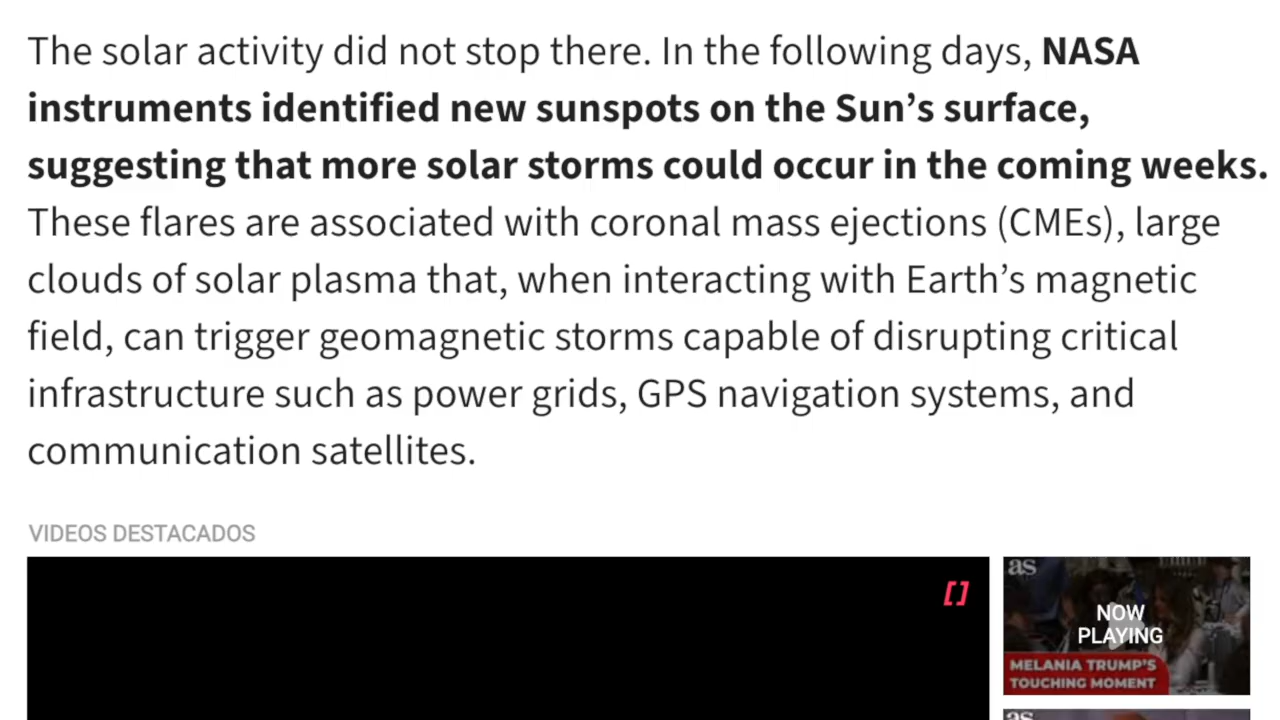 The solar activity did not stop there. In the following days, NASA
instruments identified new sunspots on the Sun’s surface,
suggesting that more solar storms could occur in the coming weeks.
These flares are associated with coronal mass ejections (CMEs), large
clouds of solar plasma that, when interacting with Earth’s magnetic
field, can trigger geomagnetic storms capable of disrupting critical
infrastructure such as power grids, GPS navigation systems, and
communication satellites.
VIDEOS DESTACADOS
[]
as
NOW
PLAYING
MELANIA TRUMP'S
TOUCHING MOMENT
as